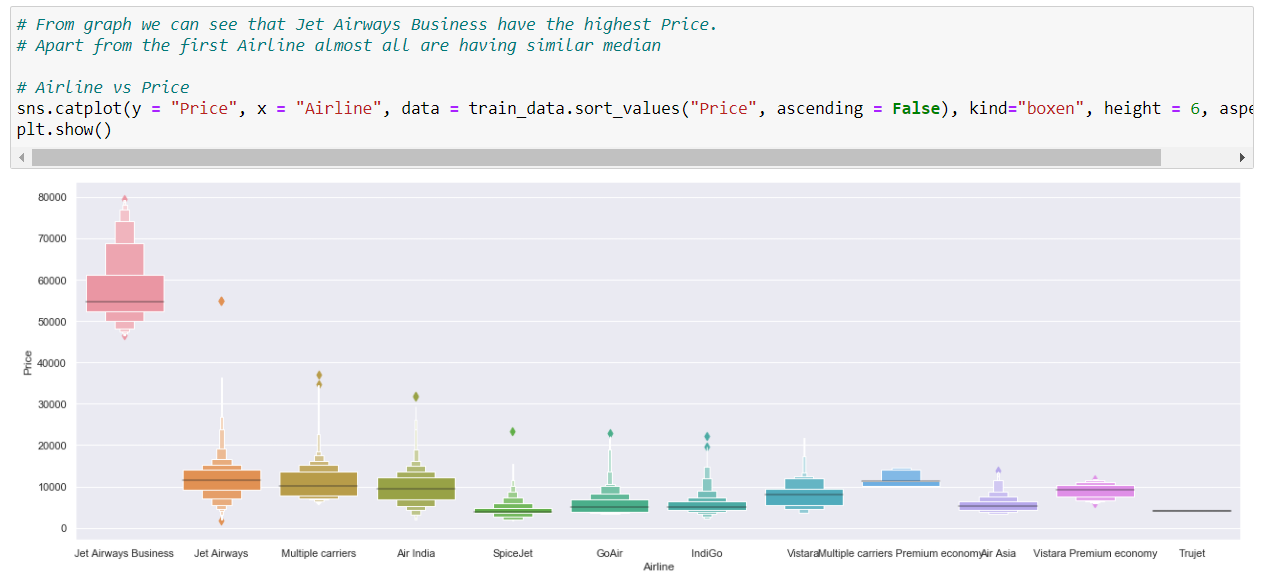 # From graph we can see that Jet Airways Business have the highest Price.
# Apart from the first Airline almost all are having similar median
# Airline vs Price
sns.catplot(y = "Price", x = "Airline", data = train_data.sort_values("Price", ascending = False), kind="boxen", height = 6, aspe
plt.show()
80000
70000
60000
50000
40000
30000
20000
10000
0
Price
Jet Airways Business Jet Airways Multiple carriers Air India SpiceJet GoAir IndiGo Vistara Multiple carriers Premium economy Air Asia Vistara Premium economy Trujet
Airline